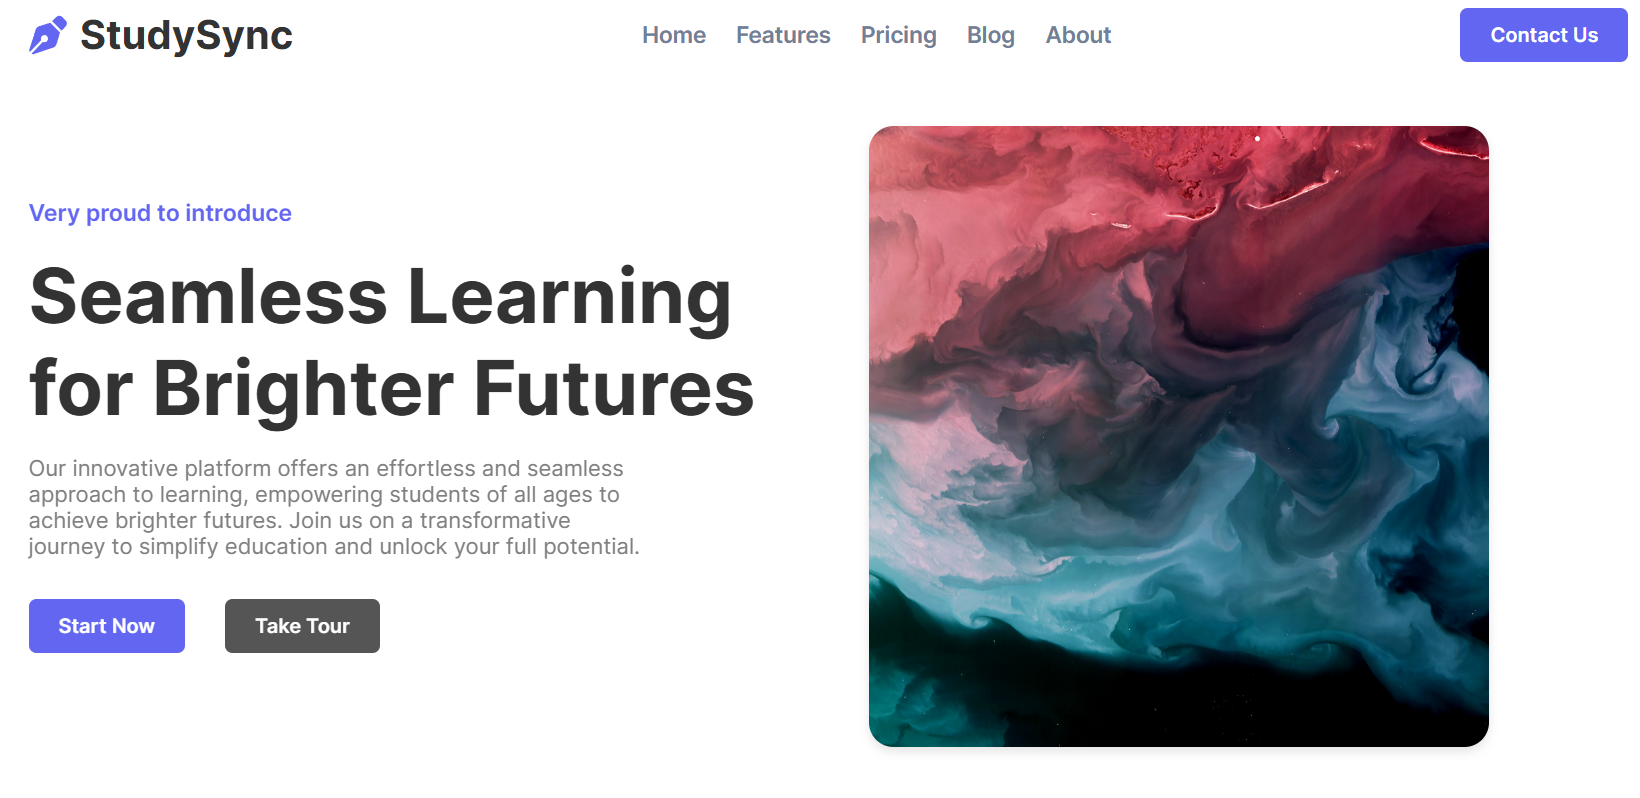 StudySync
Home Features Pricing Blog About
Contact Us
Very proud to introduce
Seamless Learning
for Brighter Futures
Our innovative platform offers an effortless and seamless
approach to learning, empowering students of all ages to
achieve brighter futures. Join us on a transformative
journey to simplify education and unlock your full potential.
Start Now
Take Tour